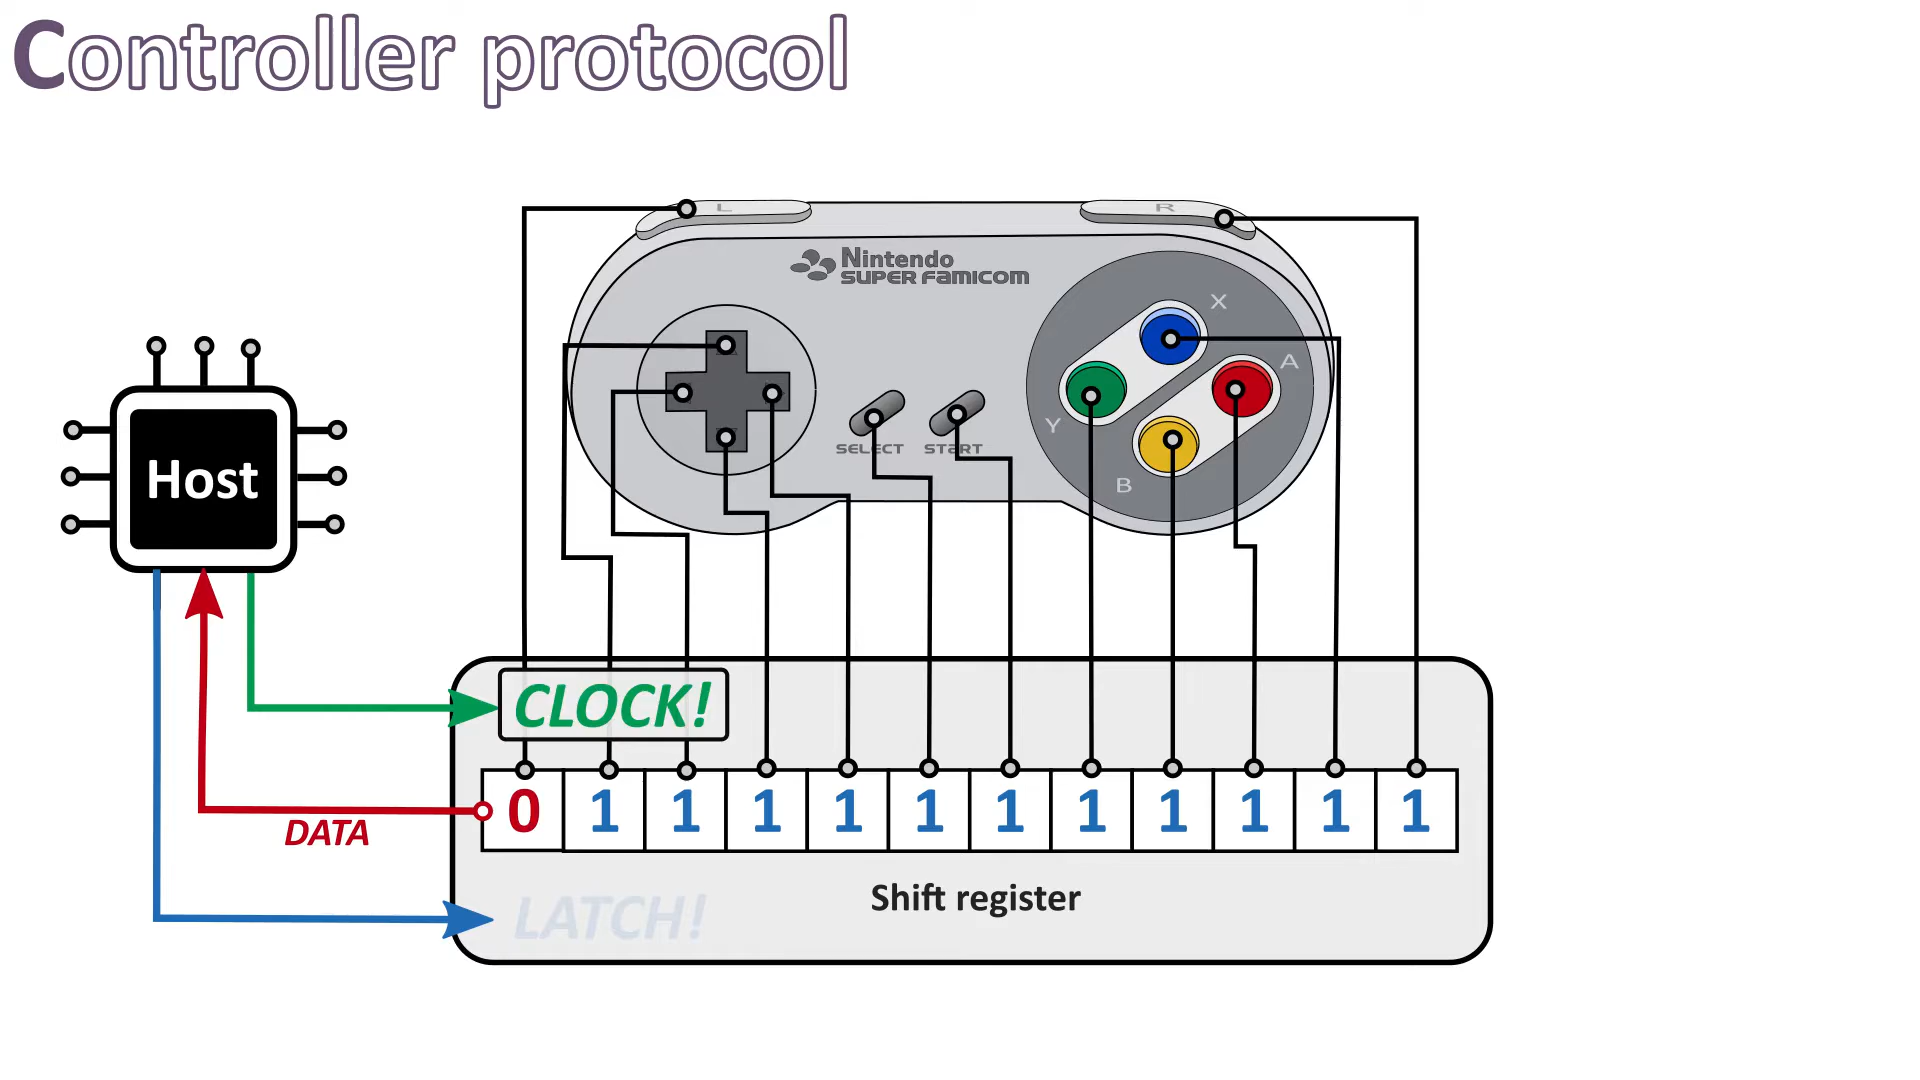 Controller protocol
L
R
Nintendo
SUPER FAMICOM
X
A
Y
B
SELECT START
Host
CLOCK!
0 1 1 1 1 1 1 1 1 1 1 1
DATA
Shift register
LATCH!